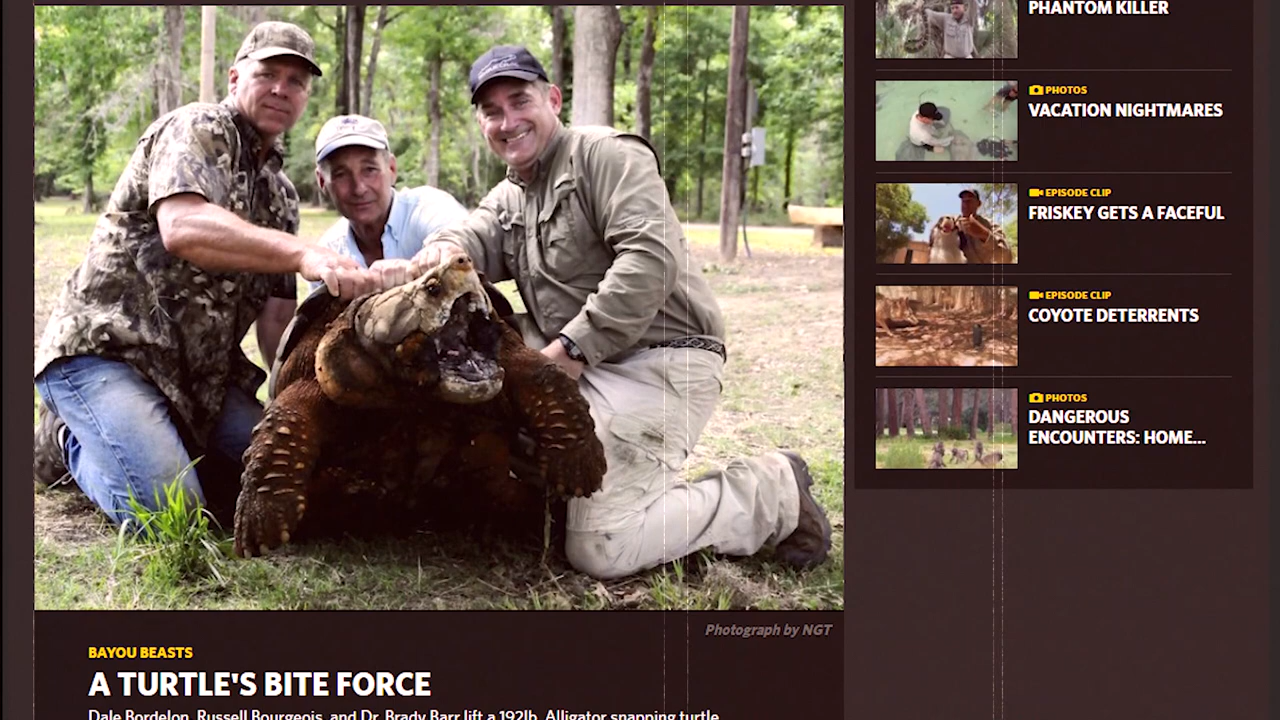 PHANTOM KILLER
PHOTOS
VACATION NIGHTMARES
EPISODE CLIP
FRISKEY GETS A FACEFUL
EPISODE CLIP
COYOTE DETERRENTS
PHOTOS
DANGEROUS
ENCOUNTERS: HOME...
Photograph by NGT
BAYOU BEASTS
A TURTLE'S BITE FORCE
Dale Bordelon, Russell Bourgeois, and Dr. Brady Barr lift a 192lb. Alligator snapping turtle